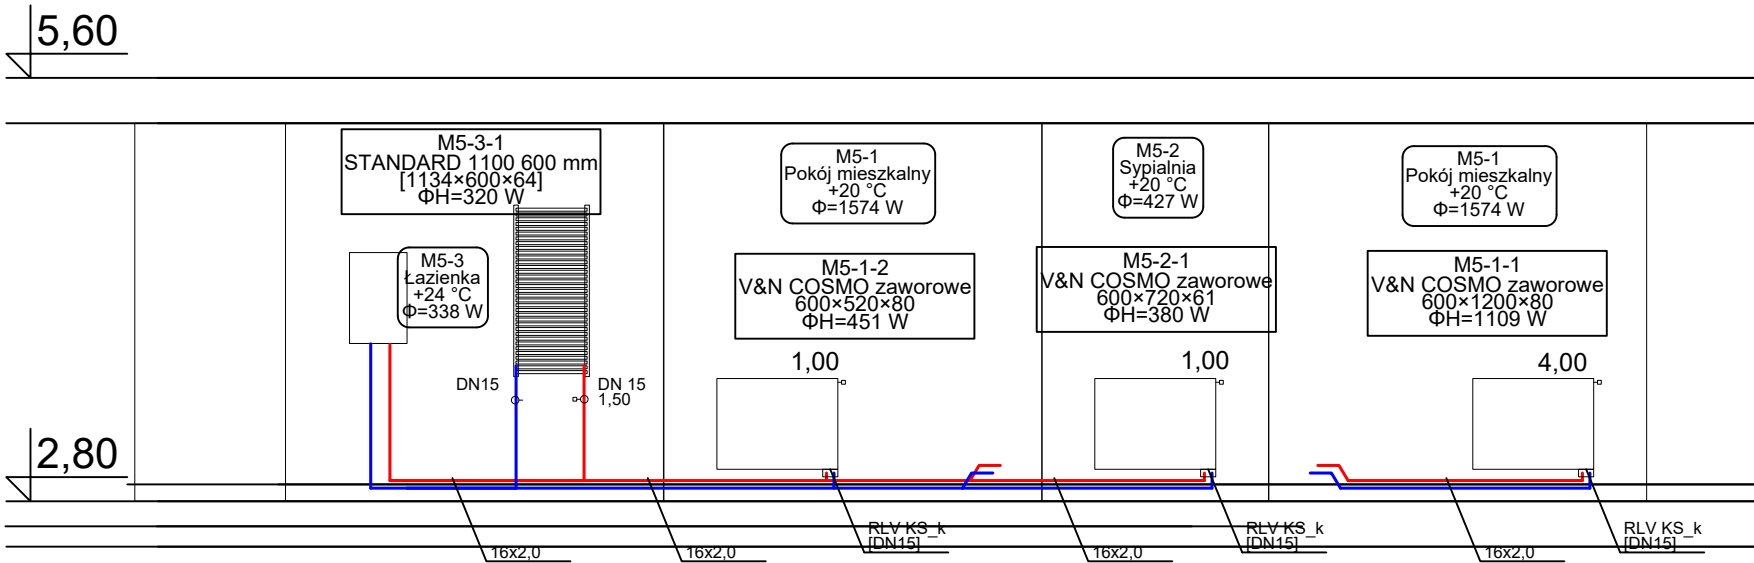 5,60
M5-3-1
STANDARD 1100 600 mm
[1134×600×64]
ΦH=320 W
M5-1
Pokój mieszkalny
+20 °C
Φ=1574 W
M5-2
Sypialnia
+20 °C
Φ=427 W
M5-1
Pokój mieszkalny
+20 °C
Φ=1574 W
M5-3
Łazienka
+24 °C
Φ=338 W
M5-1-2
V&N COSMO zaworowe
600×520×80
ΦH=451 W
M5-2-1
V&N COSMO zaworowe
600×720×61
ΦH=380 W
M5-1-1
V&N COSMO zaworowe
600×1200×80
ΦH=1109 W
1,00
1,00
4,00
DN15
DN 15
1,50
2,80
RLV KS_k
[DN15]
RLV KS_k
[DN15]
RLV KS_k
[DN15]
16x2,0
16x2,0
16x2,0
16x2,0